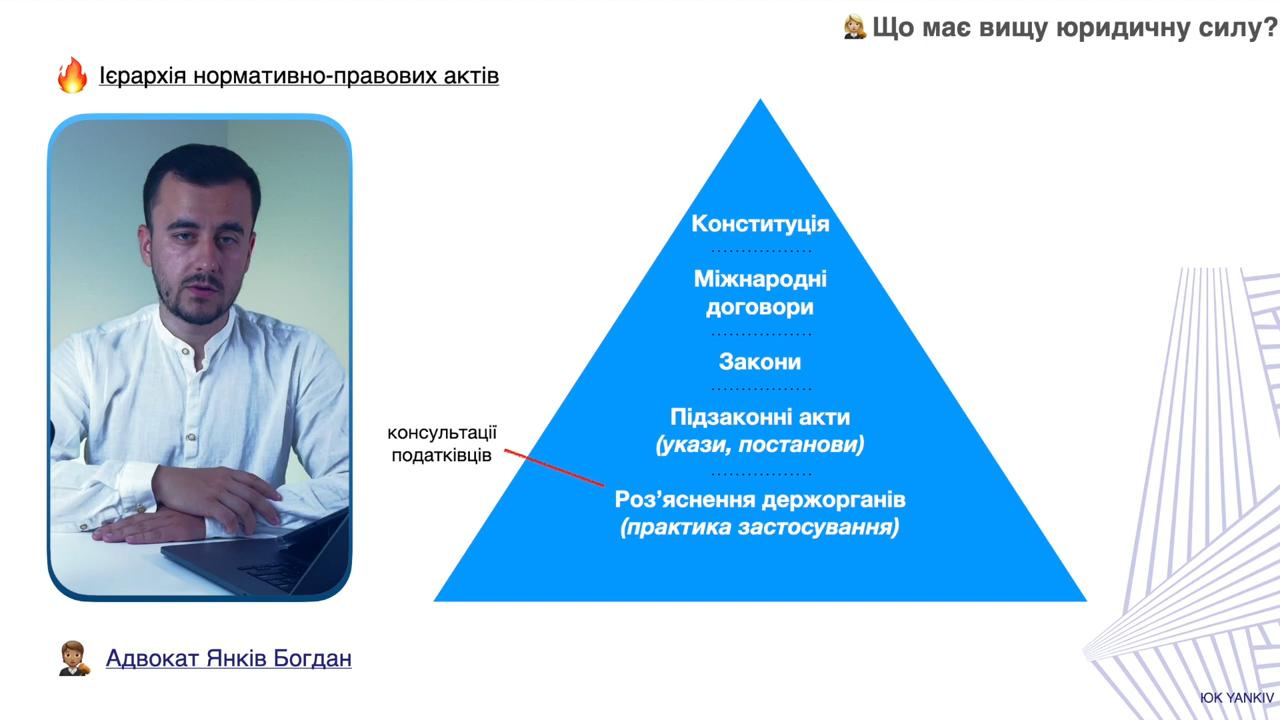 Що має вищу юридичну силу?
Ієрархія нормативно-правових актів
Конституція
Міжнародні
договори
Закони
Підзаконні акти
(укази, постанови)
консультації
податківців
Роз’яснення держорганів
(практика застосування)
Адвокат Янків Богдан
ЮК YANKIV